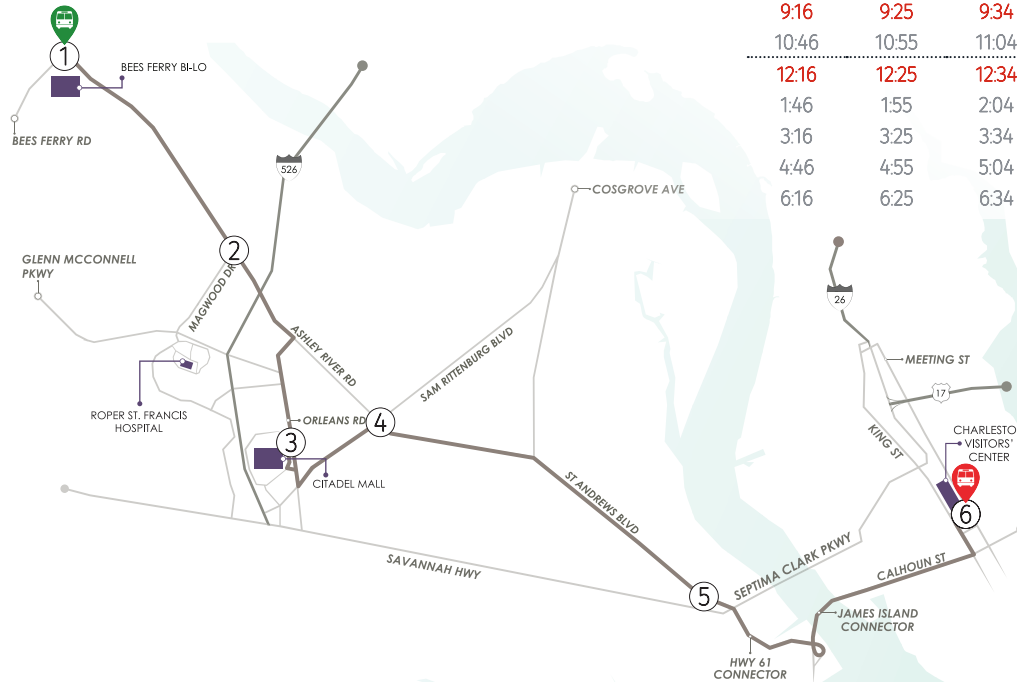 9:16 9:25 9:34
10:46 10:55 11:04
12:16 12:25 12:34
1:46 1:55 2:04
3:16 3:25 3:34
4:46 4:55 5:04
6:16 6:25 6:34
1
BEES FERRY BI-LO
BEES FERRY RD
526
COSGROVE AVE
2
GLENN MCCONNELL
PKWY
MAGWOOD DR
26
ASHLEY RIVER RD
SAM RITTENBURG BLVD
MEETING ST
17
ROPER ST. FRANCIS
HOSPITAL
ORLEANS RD
4
3
KING ST
CHARLESTO
VISITORS'
CENTER
CITADEL MALL
6
ST ANDREWS BLVD
SAVANNAH HWY
SEPTIMA CLARK PKWY
CALHOUN ST
5
JAMES ISLAND
CONNECTOR
HWY 61
CONNECTOR